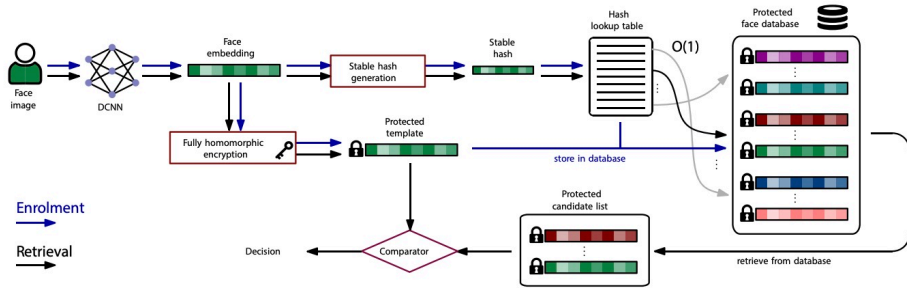 Protected
face database
Hash
lookup table
O(1)
Face
embedding
Stable
hash
Stable hash
generation
Face
image
DCNN
Fully homomorphic
encryption
Protected
template
store in database
Enrolment
Retrieval
Protected
candidate list
Decision
Comparator
retrieve from database